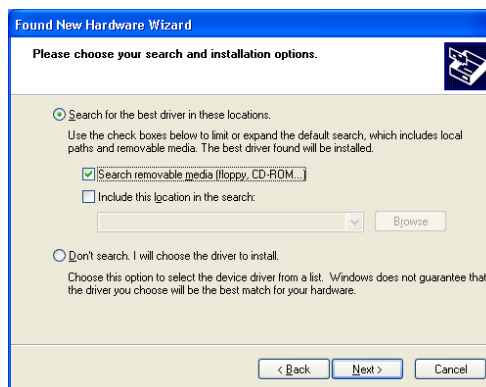 Found New Hardware Wizard
Please choose your search and installation options.
Search for the best driver in these locations.
Use the check boxes below to limit or expand the default search, which includes local
paths and removable media. The best driver found will be installed.
Search removable media (floppy, CD-ROM...)
Include this location in the search:
Browse
Don't search. I will choose the driver to install.
Choose this option to select the device driver from a list. Windows does not guarantee that
the driver you choose will be the best match for your hardware.
< Back
Next >
Cancel